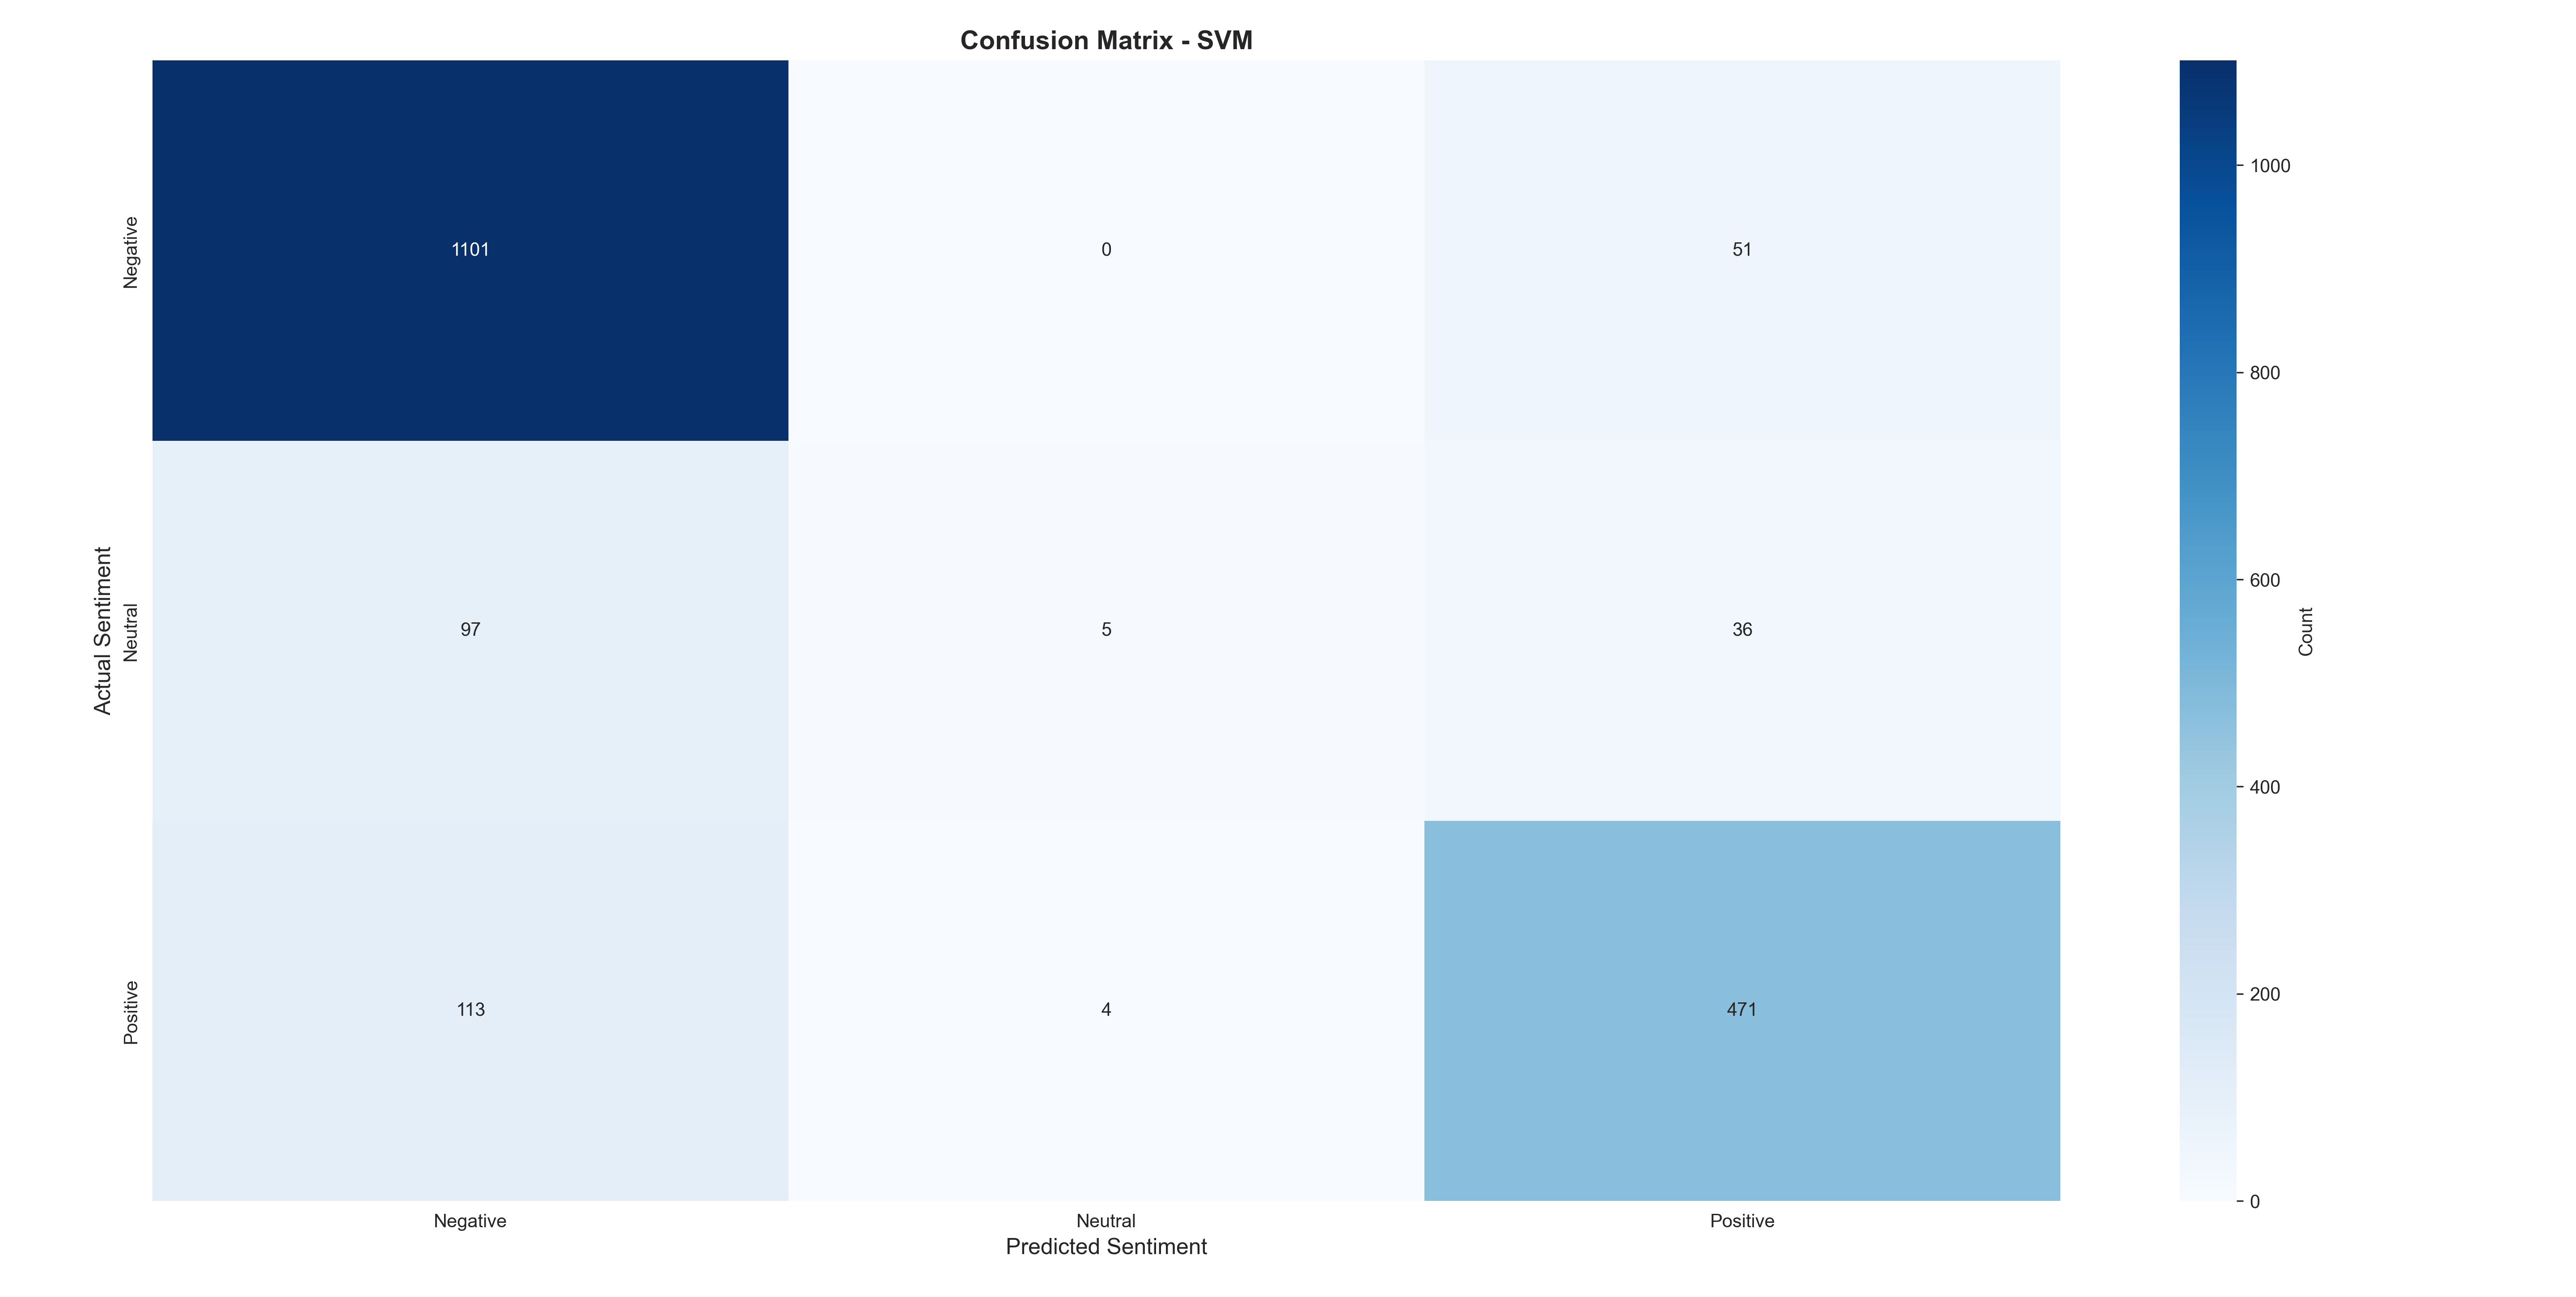 Confusion Matrix - SVM
Actual Sentiment
Negative
1101
0
51
Neutral
97
5
36
Positive
113
4
471
Negative
Neutral
Positive
Predicted Sentiment
1000
800
600
400
200
0
Count